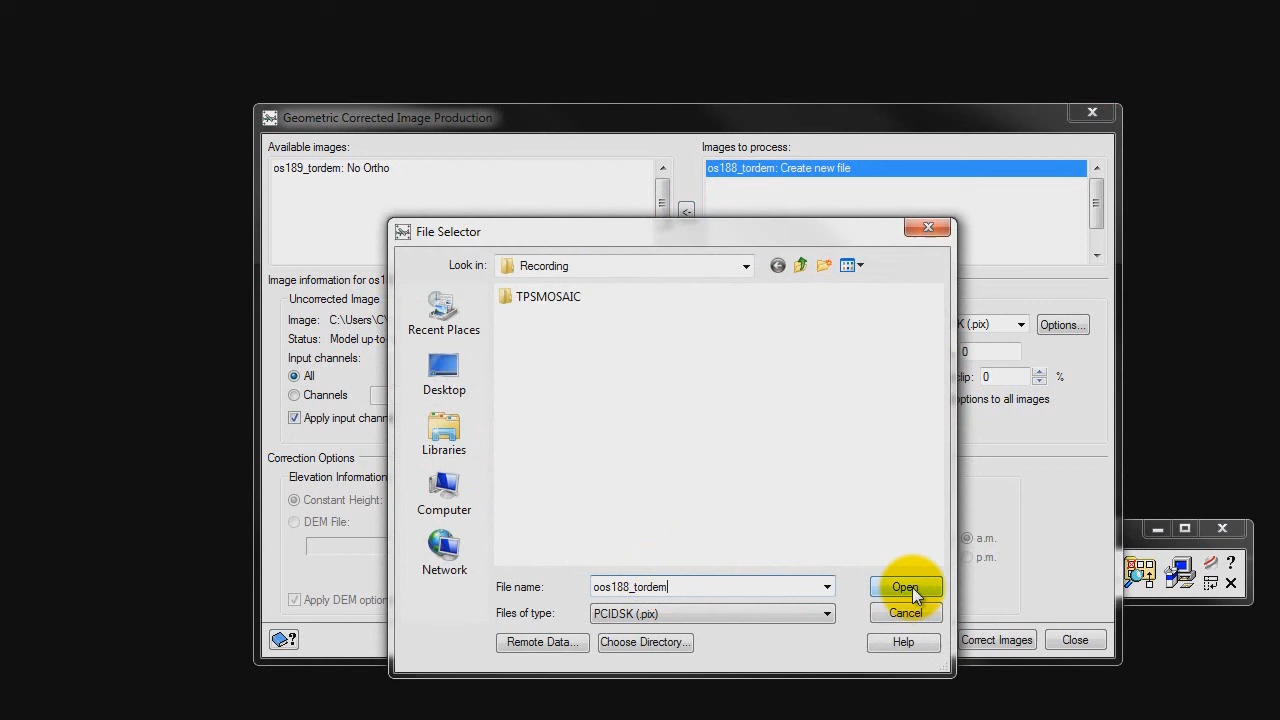 Geometric Corrected Image Production
Available images:
Images to process:
os189_tordem: No Ortho
os188_tordem: Create new file
<-
File Selector
Look in:
Recording
Image information for os1
Uncorrected Image
TPSMOSAIC
Image: C:\Users\C\
K (.pix)
Options...
Recent Places
Status: Model up-to
Input channels:
0
All
clip: 0 %
Channels
Desktop
options to all images
Apply input chann
Libraries
Correction Options
Elevation Information
Constant Height:
Computer
DEM File:
a.m.
p.m.
Network
File name:
oos188_tordem
Open
Apply DEM option
Files of type:
PCIDSK (.pix)
Cancel
Remote Data...
Choose Directory...
Help
Correct Images
Close